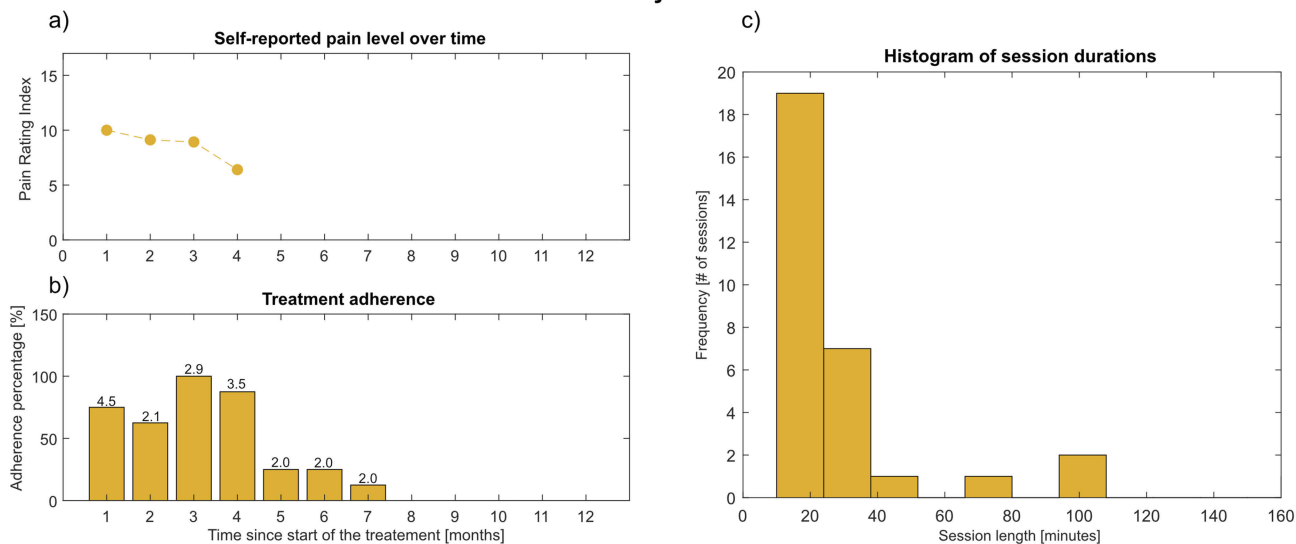 a)
Self-reported pain level over time
Pain Rating Index
15
10
5
0
0 1 2 3 4 5 6 7 8 9 10 11 12
b)
Treatment adherence
Adherence percentage [%]
150
100
50
0
4.5 2.1 2.9 3.5 2.0 2.0 2.0
1 2 3 4 5 6 7 8 9 10 11 12
Time since start of the treatement [months]
c)
Histogram of session durations
Frequency [# of sessions]
20
18
16
14
12
10
8
6
4
2
0
0 20 40 60 80 100 120 140 160
Session length [minutes]